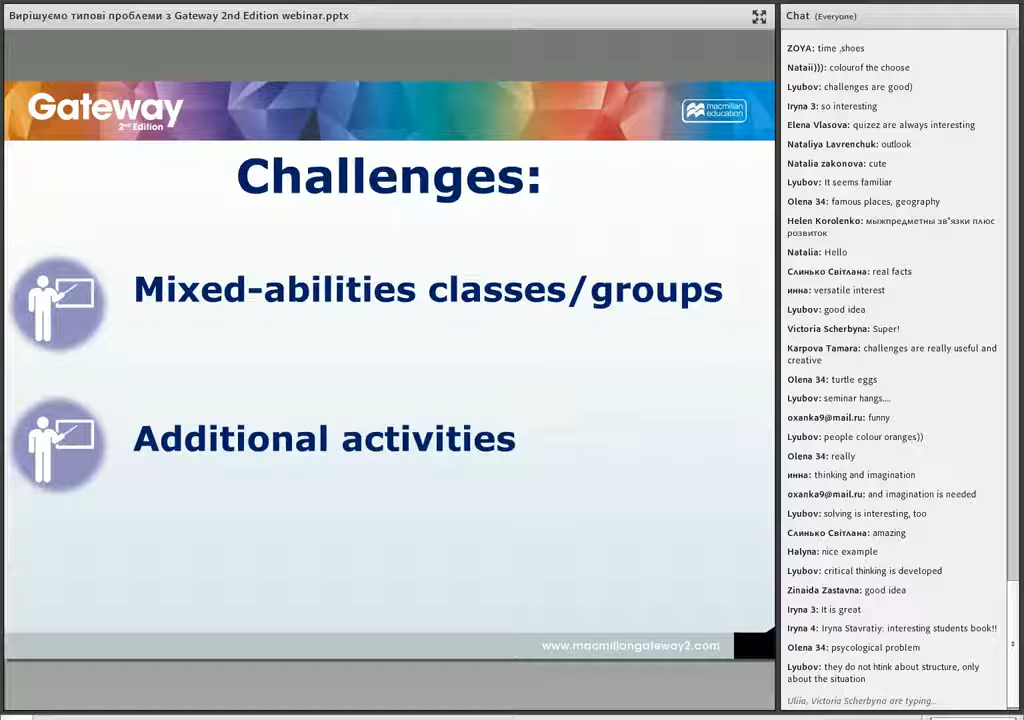 Вирішуємо типові проблеми з Gateway 2nd Edition webinar.pptx
Gateway
2nd Edition
macmillan
education
Challenges:
Mixed-abilities classes/groups
Additional activities
www.macmillangateway2.com
Chat (Everyone)
ZOYA: time ,shoes
Nataii))): colourof the choose
Lyubov: challenges are good)
Iryna 3: so interesting
Elena Vlasova: quizez are always interesting
Nataliya Lavrenchuk: outlook
Natalia zakonova: cute
Lyubov: It seems familiar
Olena 34: famous places, geography
Helen Korolenko: мыжпредметны зв"язки плюс
розвиток
Natalia: Hello
Слинько Світлана: real facts
инна: versatile interest
Lyubov: good idea
Victoria Scherbyna: Super!
Karpova Tamara: challenges are really useful and
creative
Olena 34: turtle eggs
Lyubov: seminar hangs....
oxanka9@mail.ru: funny
Lyubov: people colour oranges))
Olena 34: really
инна: thinking and imagination
oxanka9@mail.ru: and imagination is needed
Lyubov: solving is interesting, too
Слинько Світлана: amazing
Halyna: nice example
Lyubov: critical thinking is developed
Zinaida Zastavna: good idea
Iryna 3: It is great
Iryna 4: Iryna Stavratiy: interesting students book!!
Olena 34: psycological problem
Lyubov: they do not htink about structure, only
about the situation
Uliia, Victoria Scherbyna are typing...